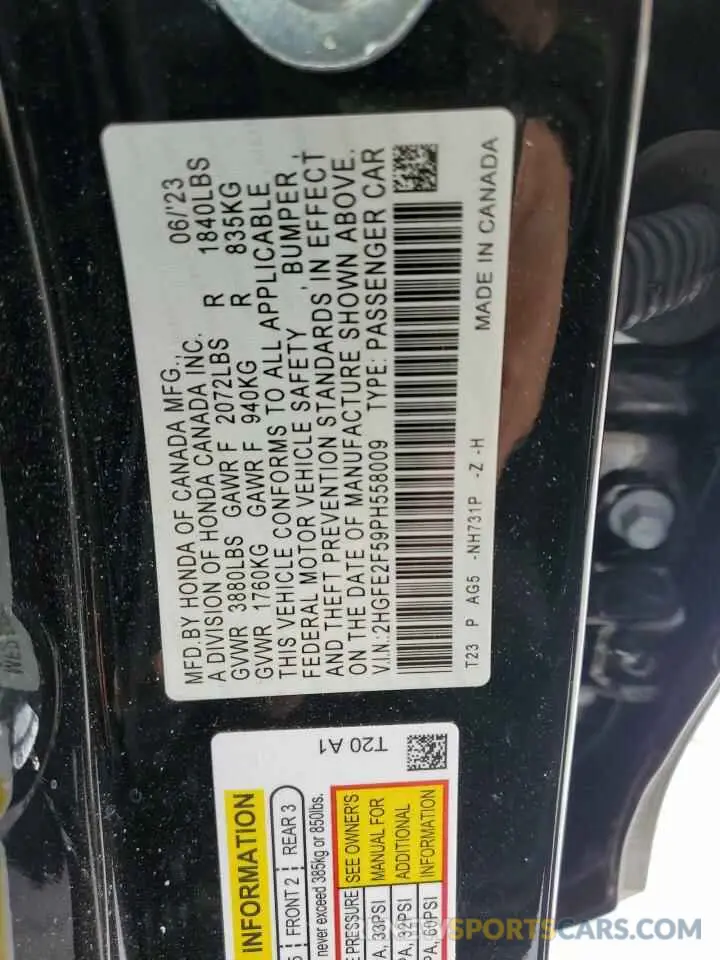 MFD.BY HONDA OF CANADA MFG.,
A DIVISION OF HONDA CANADA INC. 06/'23
GVWR 3880LBS GAWR F 2072LBS R 1840LBS
GVWR 1760KG GAWR F 940KG R 835KG
THIS VEHICLE CONFORMS TO ALL APPLICABLE
FEDERAL MOTOR VEHICLE SAFETY , BUMPER ,
AND THEFT PREVENTION STANDARDS IN EFFECT
ON THE DATE OF MANUFACTURE SHOWN ABOVE.
V.I.N.:2HGFE2F59PH558009 TYPE: PASSENGER CAR
T23 P AG5 -NH731P -Z -H MADE IN CANADA
T20 A1
INFORMATION
FRONT 2 REAR 3
never exceed 385kg or 850lbs.
PRESSURE SEE OWNER'S
33PSI MANUAL FOR
32PSI ADDITIONAL
60PSI INFORMATION
SPORTSCARS.COM